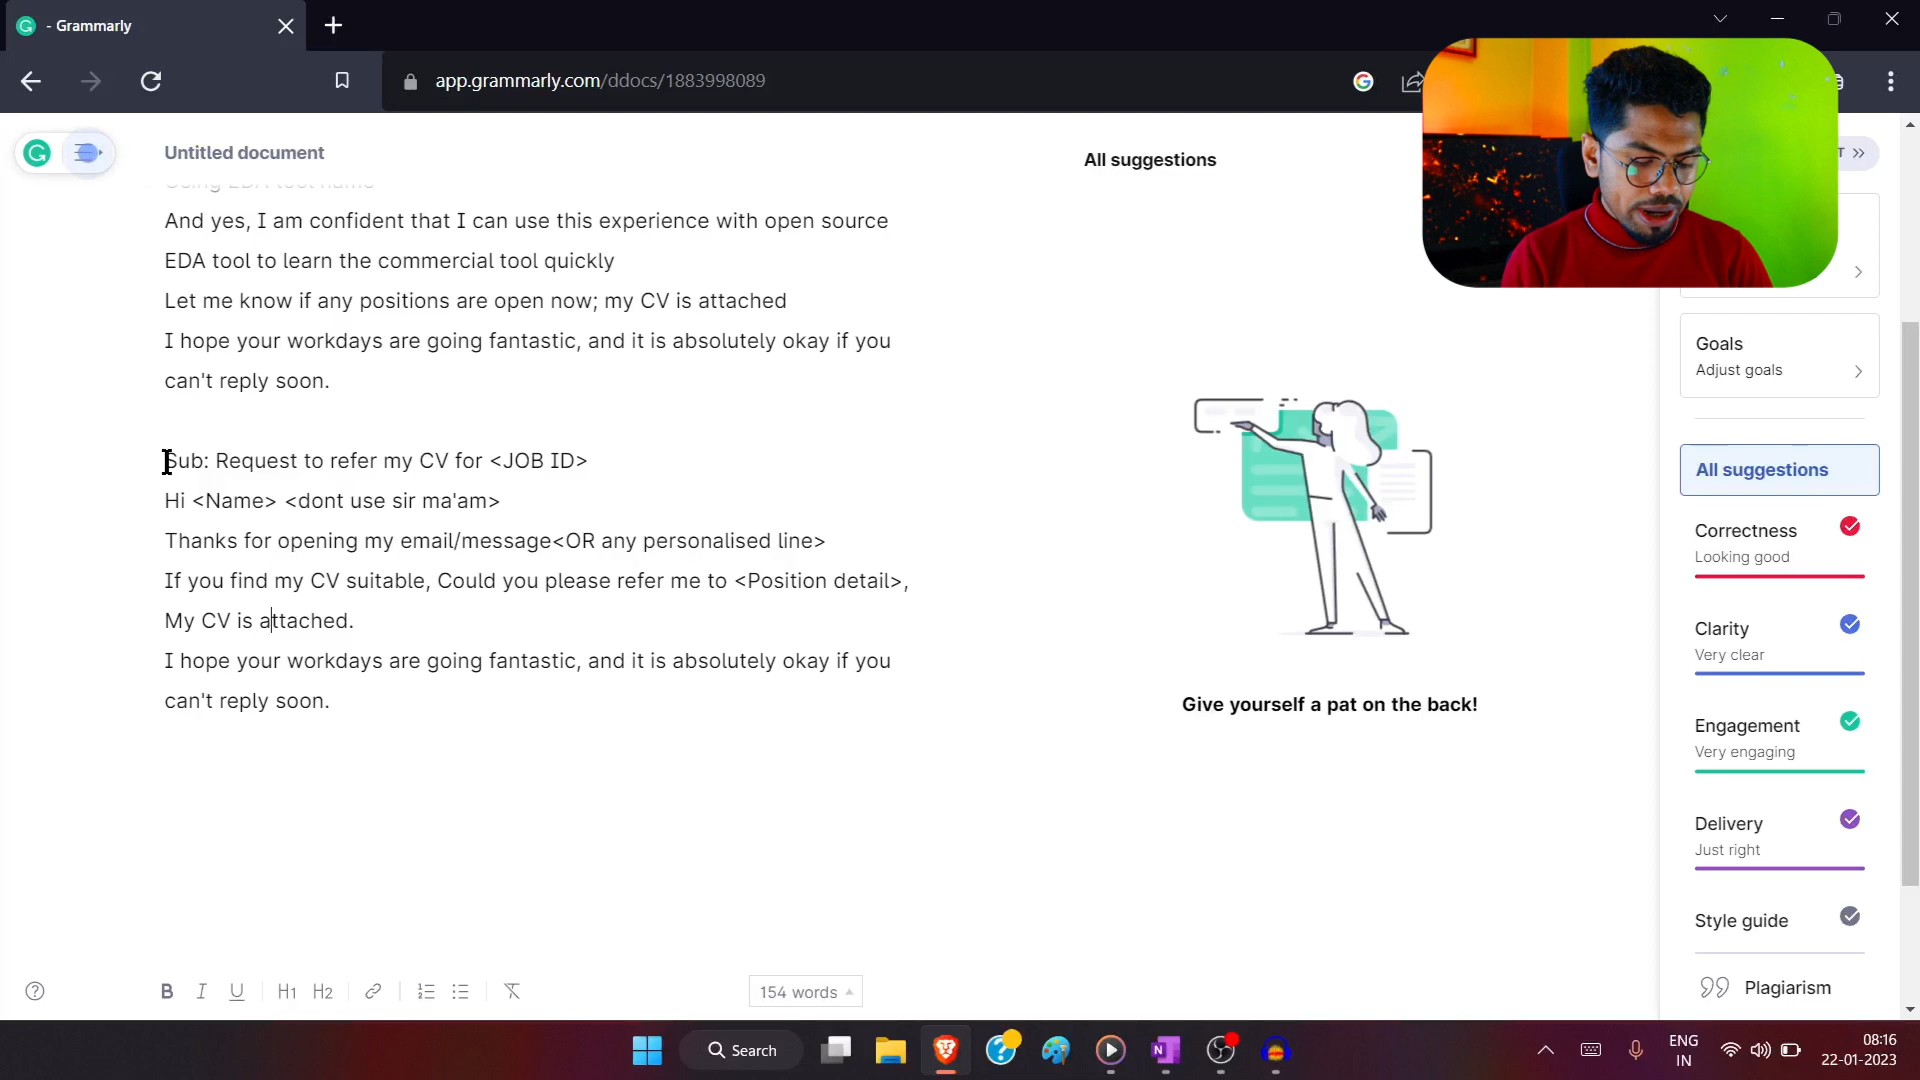 - Grammarly
app.grammarly.com/ddocs/1883998089
Untitled document
All suggestions
And yes, I am confident that I can use this experience with open source
EDA tool to learn the commercial tool quickly
Let me know if any positions are open now; my CV is attached
I hope your workdays are going fantastic, and it is absolutely okay if you
can't reply soon.
Sub: Request to refer my CV for <JOB ID>
Hi <Name> <dont use sir ma'am>
Thanks for opening my email/message<OR any personalised line>
If you find my CV suitable, Could you please refer me to <Position detail>,
My CV is attached.
I hope your workdays are going fantastic, and it is absolutely okay if you
can't reply soon.
Give yourself a pat on the back!
Goals
Adjust goals
All suggestions
Correctness
Looking good
Clarity
Very clear
Engagement
Very engaging
Delivery
Just right
Style guide
Plagiarism
B I U H1 H2
154 words
Search
ENG
IN
08:16
22-01-2023